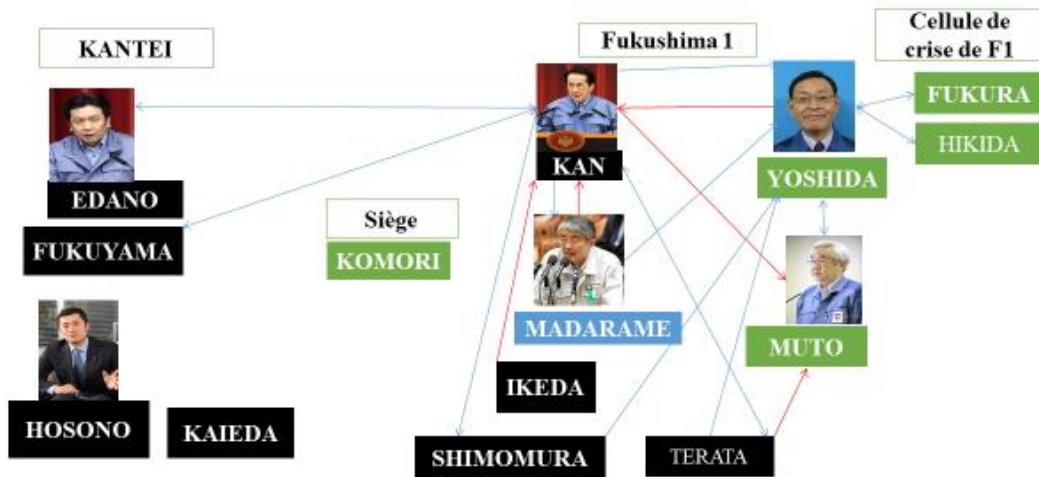 KANTEI
Fukushima 1
Cellule de
crise de F1
FUKURA
HIKIDA
KAN
YOSHIDA
EDANO
FUKUYAMA
Siège
KOMORI
MADARAME
MUTO
IKEDA
HOSONO
KAIEDA
SHIMOMURA
TERATA